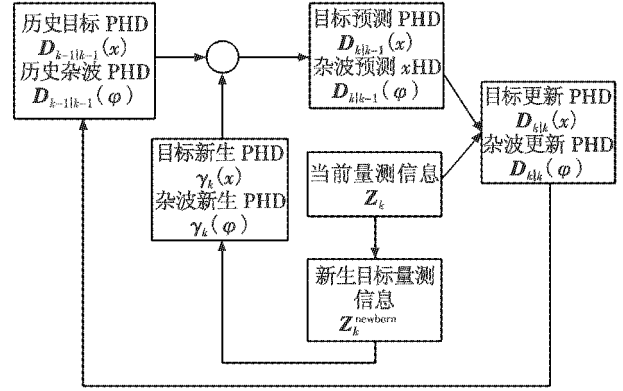 历史目标 PHD
D_{k-1|k-1}(x)
历史杂波 PHD
D_{k-1|k-1}(φ)
目标预测 PHD
D_{k|k-1}(x)
杂波预测 xHD
D_{k|k-1}(φ)
目标更新 PHD
D_{k|k}(x)
杂波更新 PHD
D_{k|k}(φ)
目标新生 PHD
γ_k(x)
杂波新生 PHD
γ_k(φ)
当前量测信息
Z_k
新生目标量测
信息
Z_k^{newborn}